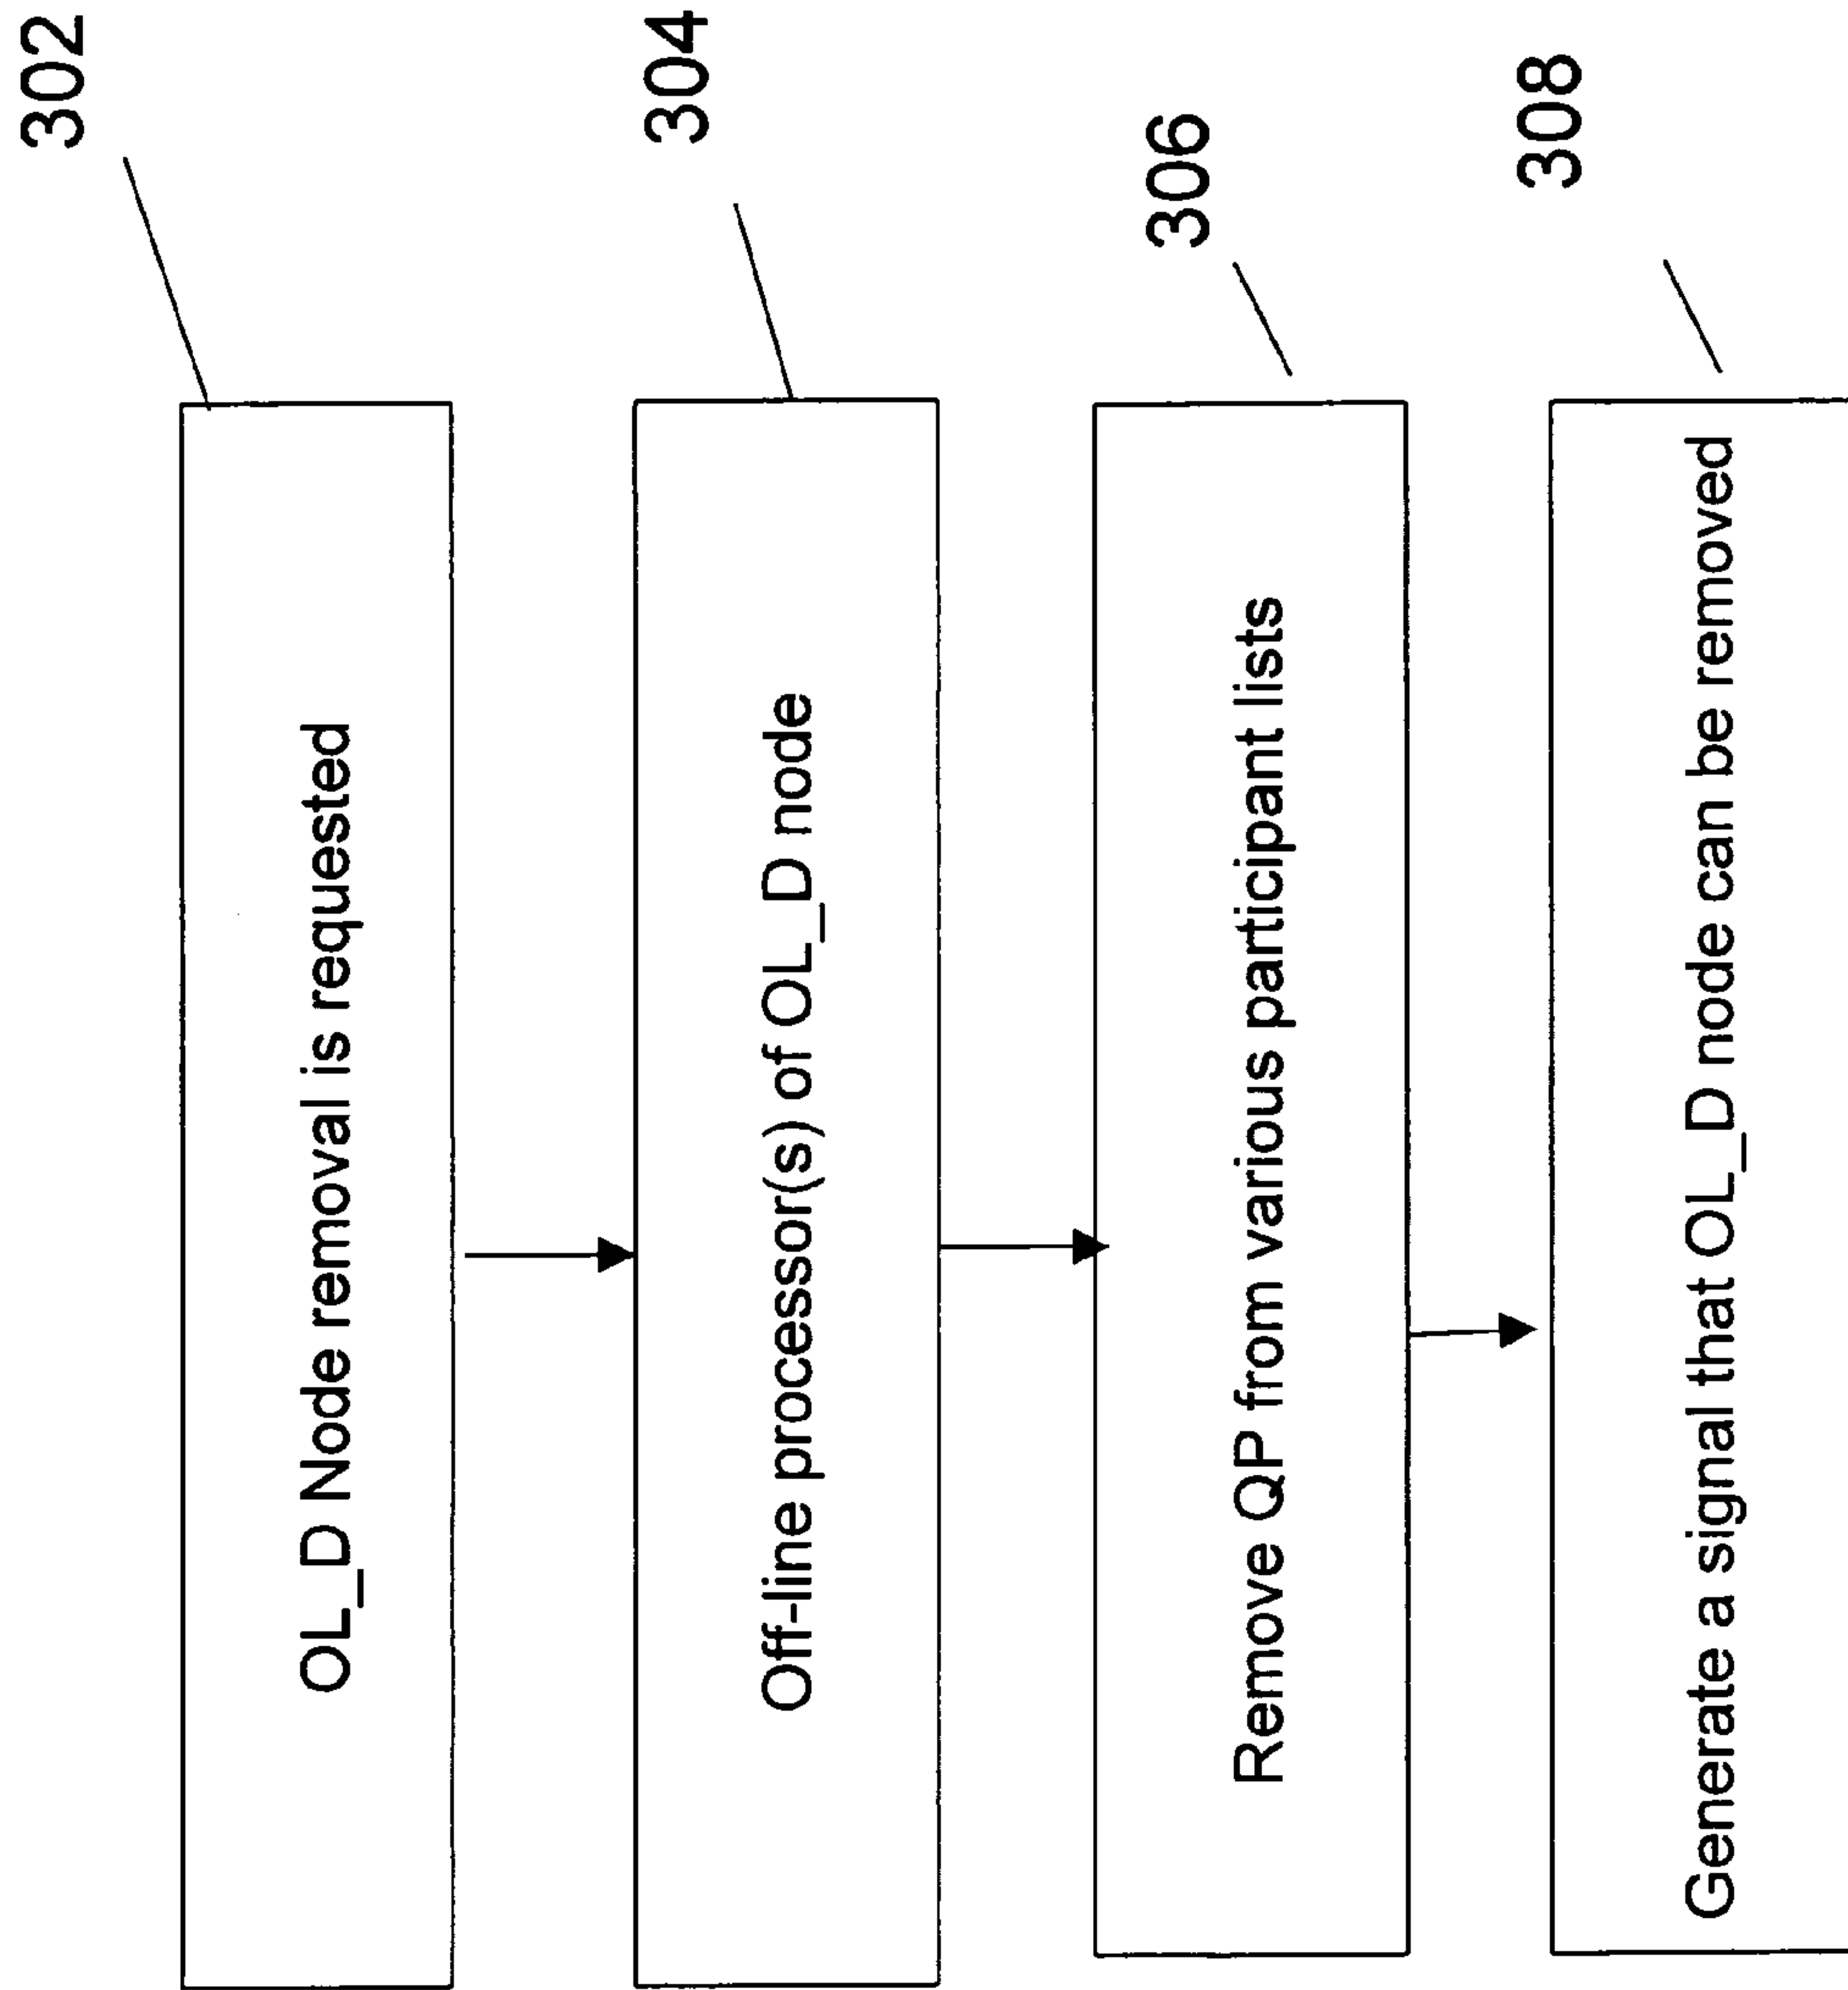 302
OL_D Node removal is requested
304
Off-line processor(s) of OL_D node
306
Remove QP from various participant lists
308
Generate a signal that OL_D node can be removed